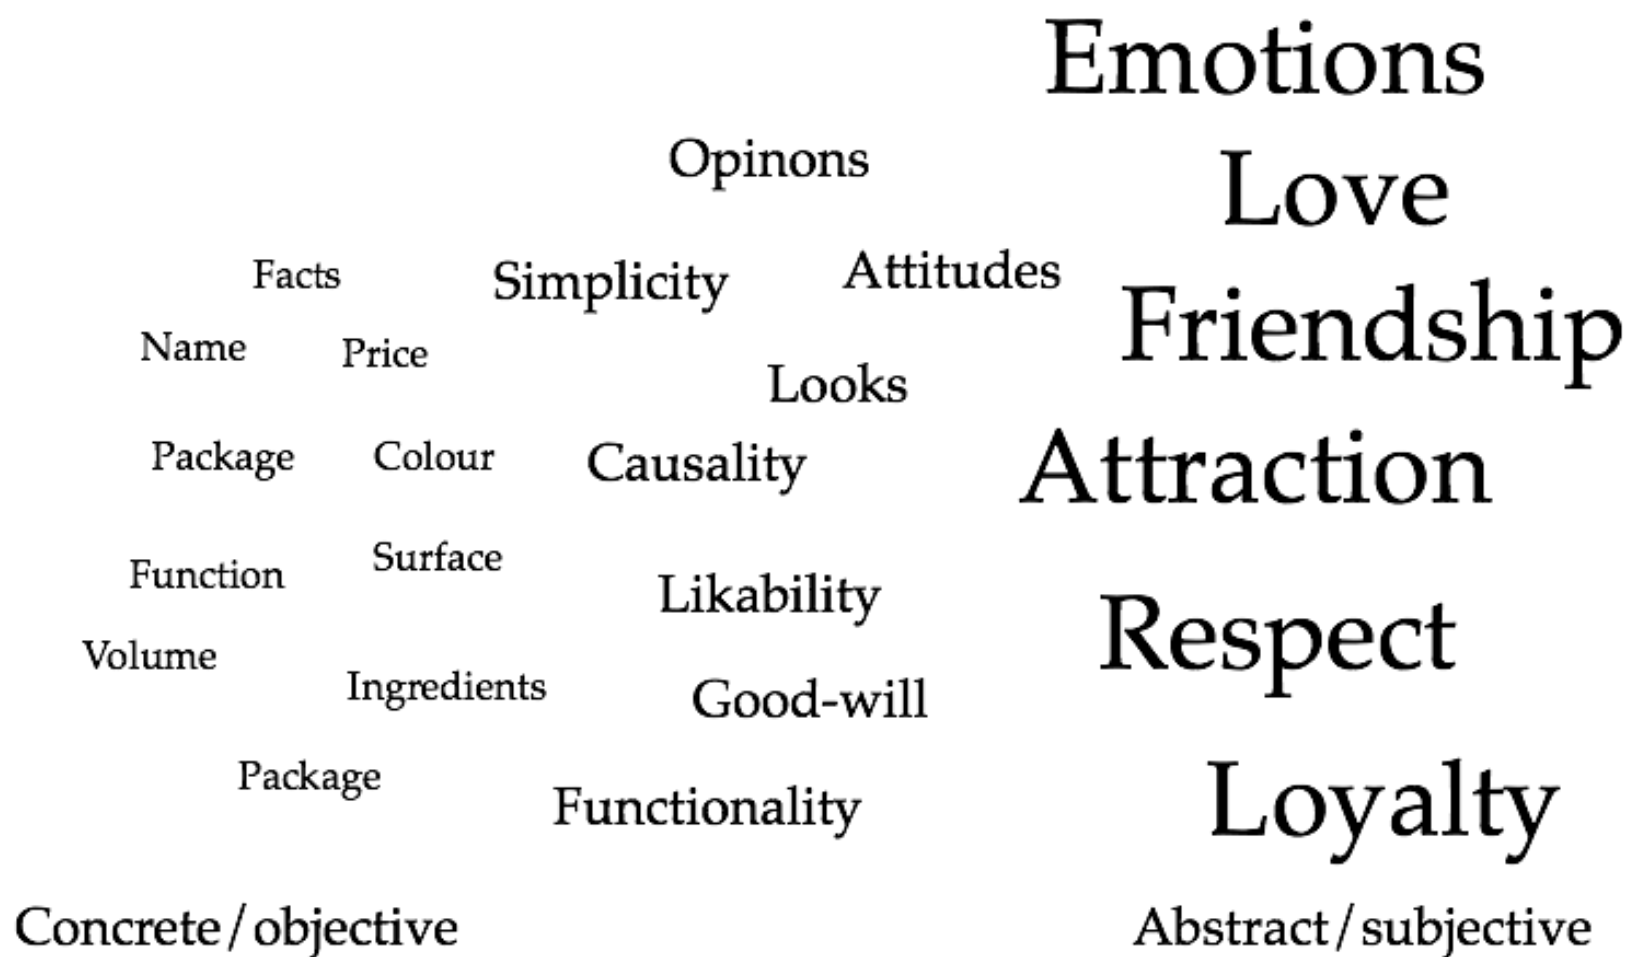 Emotions
Opinons
Love
Facts
Simplicity
Attitudes
Friendship
Name
Price
Looks
Package
Colour
Causality
Attraction
Function
Surface
Likability
Respect
Volume
Ingredients
Good-will
Package
Functionality
Loyalty
Concrete/objective
Abstract/subjective